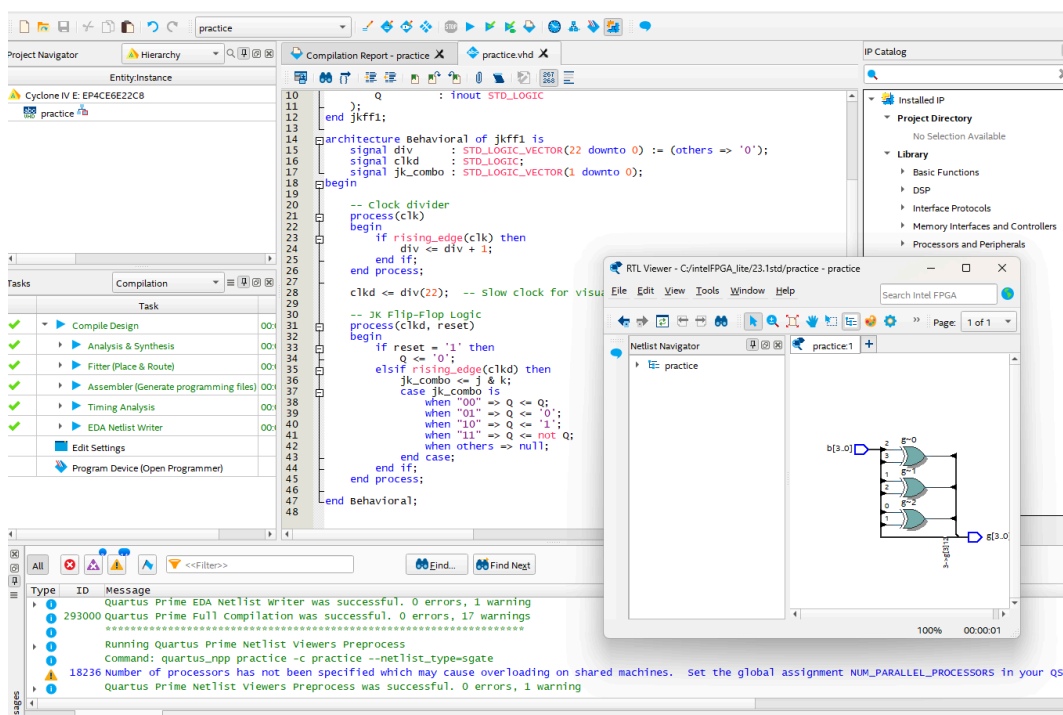 practice
Project Navigator
Hierarchy
Entity:Instance
Cyclone IV E: EP4CE6E22C8
practice
Tasks
Compilation
Task
Compile Design
00:
Analysis & Synthesis
00:
Fitter (Place & Route)
00:
Assembler (Generate programming files)
00:
Timing Analysis
00:
EDA Netlist Writer
00:
Edit Settings
Program Device (Open Programmer)
Compilation Report - practice
practice.vhd
267
268
10 Q : inout STD_LOGIC
11 );
12 end jkff1;
13
14 architecture Behavioral of jkff1 is
15 signal div : STD_LOGIC_VECTOR(22 downto 0) := (others => '0');
16 signal clkd : STD_LOGIC;
17 signal jk_combo : STD_LOGIC_VECTOR(1 downto 0);
18 begin
19
20 -- Clock divider
21 process(clk)
22 begin
23 if rising_edge(clk) then
24 div <= div + 1;
25 end if;
26 end process;
27
28 clkd <= div(22); -- Slow clock for visu
29
30 -- JK Flip-Flop Logic
31 process(clkd, reset)
32 begin
33 if reset = '1' then
34 Q <= '0';
35 elsif rising_edge(clkd) then
36 jk_combo <= j & k;
37 case jk_combo is
38 when "00" => Q <= Q;
39 when "01" => Q <= '0';
40 when "10" => Q <= '1';
41 when "11" => Q <= not Q;
42 when others => null;
43 end case;
44 end if;
45 end process;
46
47 end Behavioral;
48
IP Catalog
Installed IP
Project Directory
No Selection Available
Library
Basic Functions
DSP
Interface Protocols
Memory Interfaces and Controllers
Processors and Peripherals
RTL Viewer - C:/intelFPGA_lite/23.1std/practice - practice
File Edit View Tools Window Help
Search Intel FPGA
Page: 1 of 1
Netlist Navigator
practice
practice:1
g~0
2
3
b[3..0]
g~1
1
2
g~2
0
1
g[3..0]
100% 00:00:01
All
<<Filter>>
Find...
Find Next
Type ID Message
Quartus Prime EDA Netlist Writer was successful. 0 errors, 1 warning
293000 Quartus Prime Full Compilation was successful. 0 errors, 17 warnings
Running Quartus Prime Netlist Viewers Preprocess
Command: quartus_npp practice -c practice --netlist_type=sgate
18236 Number of processors has not been specified which may cause overloading on shared machines. Set the global assignment NUM_PARALLEL_PROCESSORS in your QS
Quartus Prime Netlist Viewers Preprocess was successful. 0 errors, 1 warning